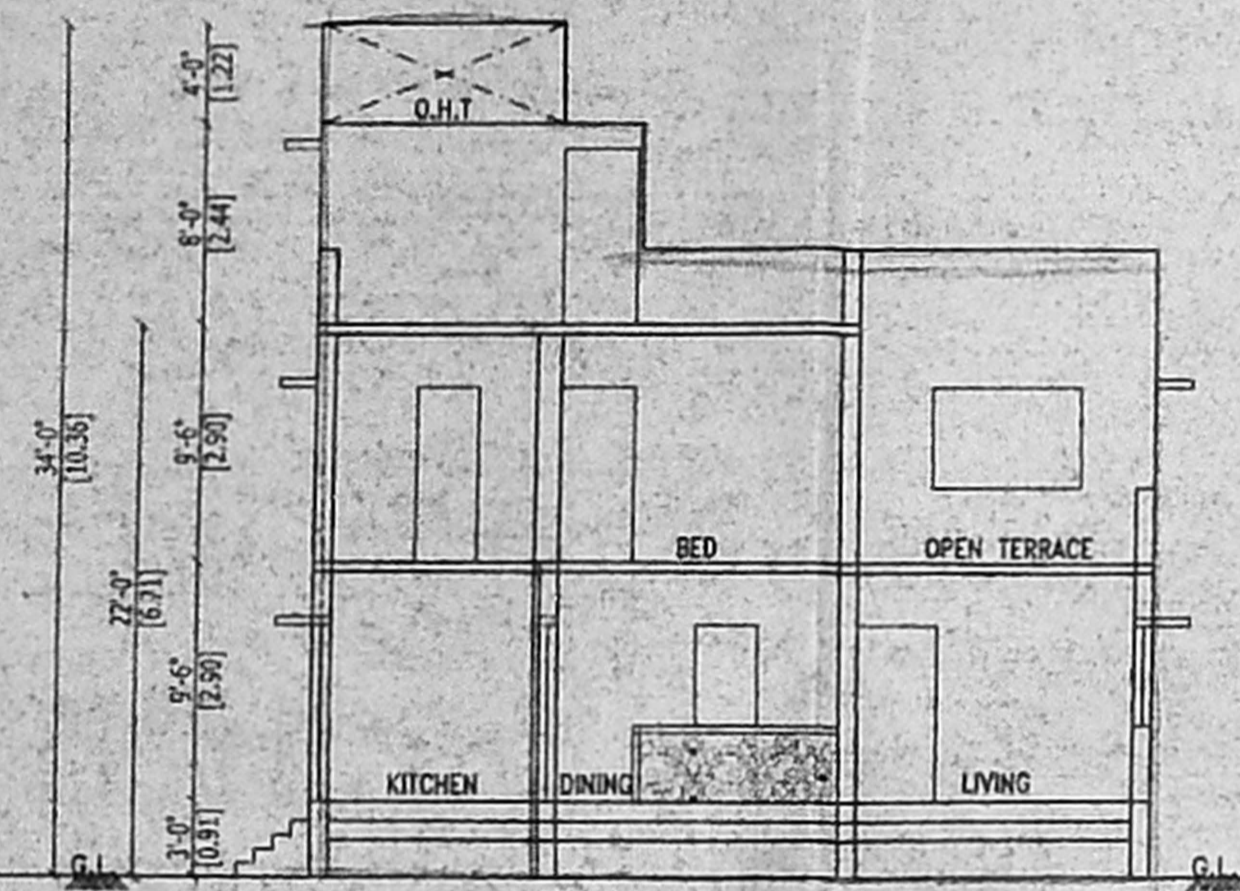 4'-0"
[1.22]
O.H.T
8'-0"
[2.44]
34'-0"
[10.36]
9'-6"
[2.90]
BED
OPEN TERRACE
22'-0"
[6.71]
9'-6"
[2.90]
KITCHEN
DINING
LIVING
3'-0"
[0.91]
G.L.
G.L.